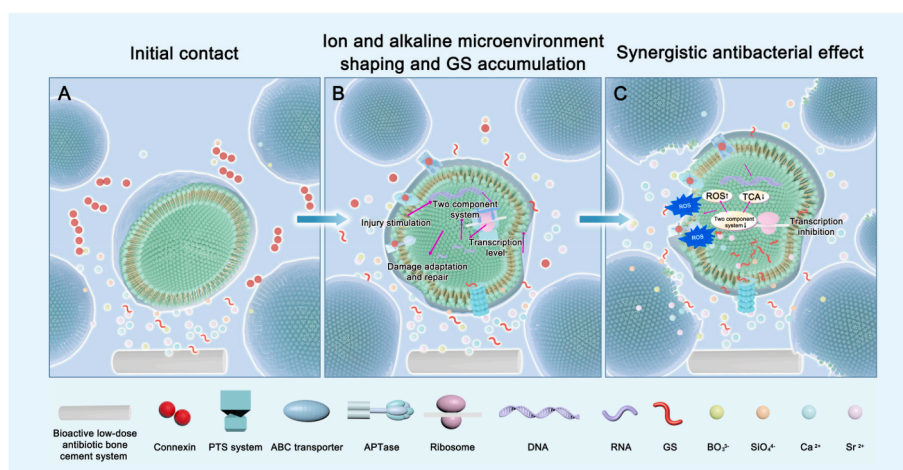 Initial contact
Ion and alkaline microenvironment
shaping and GS accumulation
Synergistic antibacterial effect
A
B
C
Injury stimulation
Two component
system
Transcription
level
Damage adaptation
and repair
ROS
ROS
ROS↑
TCA↓
Two component
system↓
Transcription
inhibition
Bioactive low-dose
antibiotic bone
cement system
Connexin
PTS system
ABC transporter
APTase
Ribosome
DNA
RNA
GS
BO₃³⁻
SiO₄⁴⁻
Ca²⁺
Sr²⁺